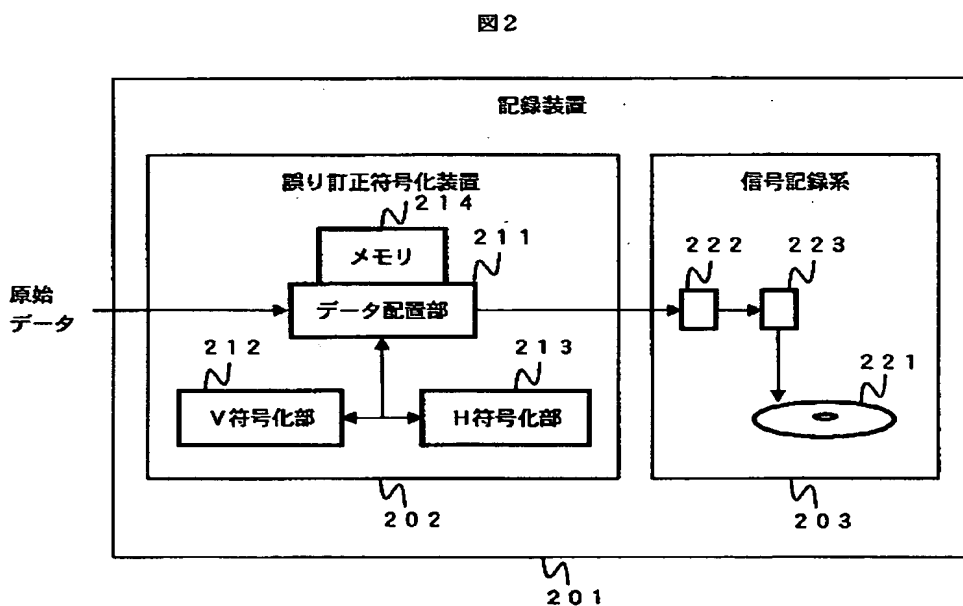 図2
記録装置
誤り訂正符号化装置
信号記録系
214
メモリ
211
222
223
原始
データ
データ配置部
212
213
221
V符号化部
H符号化部
202
203
201